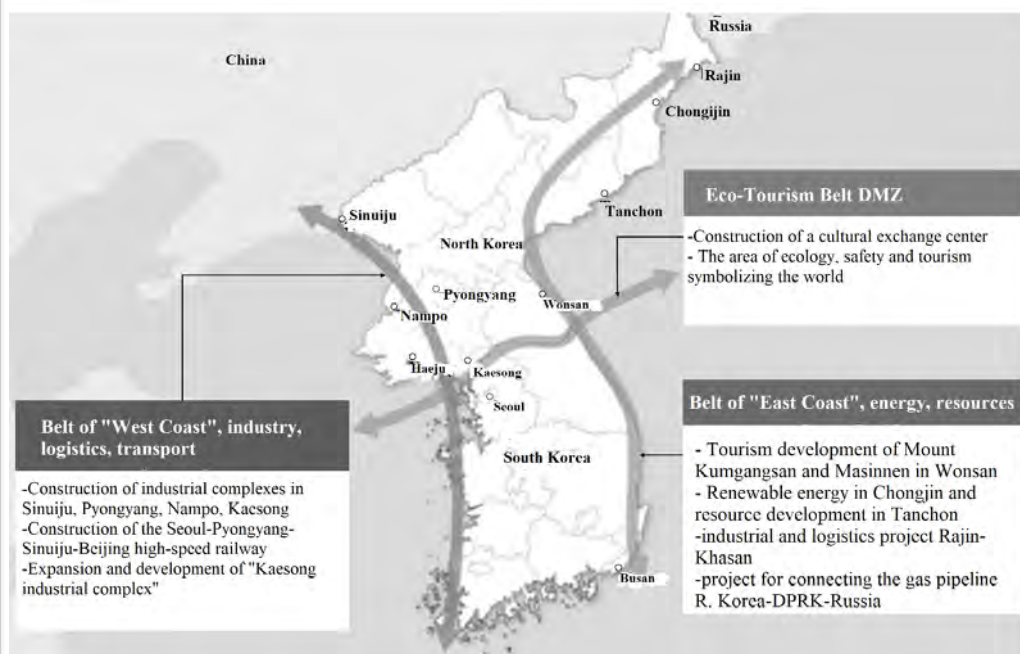 Russia
China
Rajin
Chongijin
Tanchon
Sinuiju
North Korea
Pyongyang
Wonsan
Nampo
Haeju
Kaesong
Seoul
South Korea
Busan
Eco-Tourism Belt DMZ
-Construction of a cultural exchange center
- The area of ecology, safety and tourism
symbolizing the world
Belt of "West Coast", industry,
logistics, transport
-Construction of industrial complexes in
Sinuiju, Pyongyang, Nampo, Kaesong
-Construction of the Seoul-Pyongyang-
Sinuiju-Beijing high-speed railway
-Expansion and development of "Kaesong
industrial complex"
Belt of "East Coast", energy, resources
- Tourism development of Mount
Kumgangsan and Masinnen in Wonsan
- Renewable energy in Chongjin and
resource development in Tanchon
-industrial and logistics project Rajin-
Khasan
-project for connecting the gas pipeline
R. Korea-DPRK-Russia